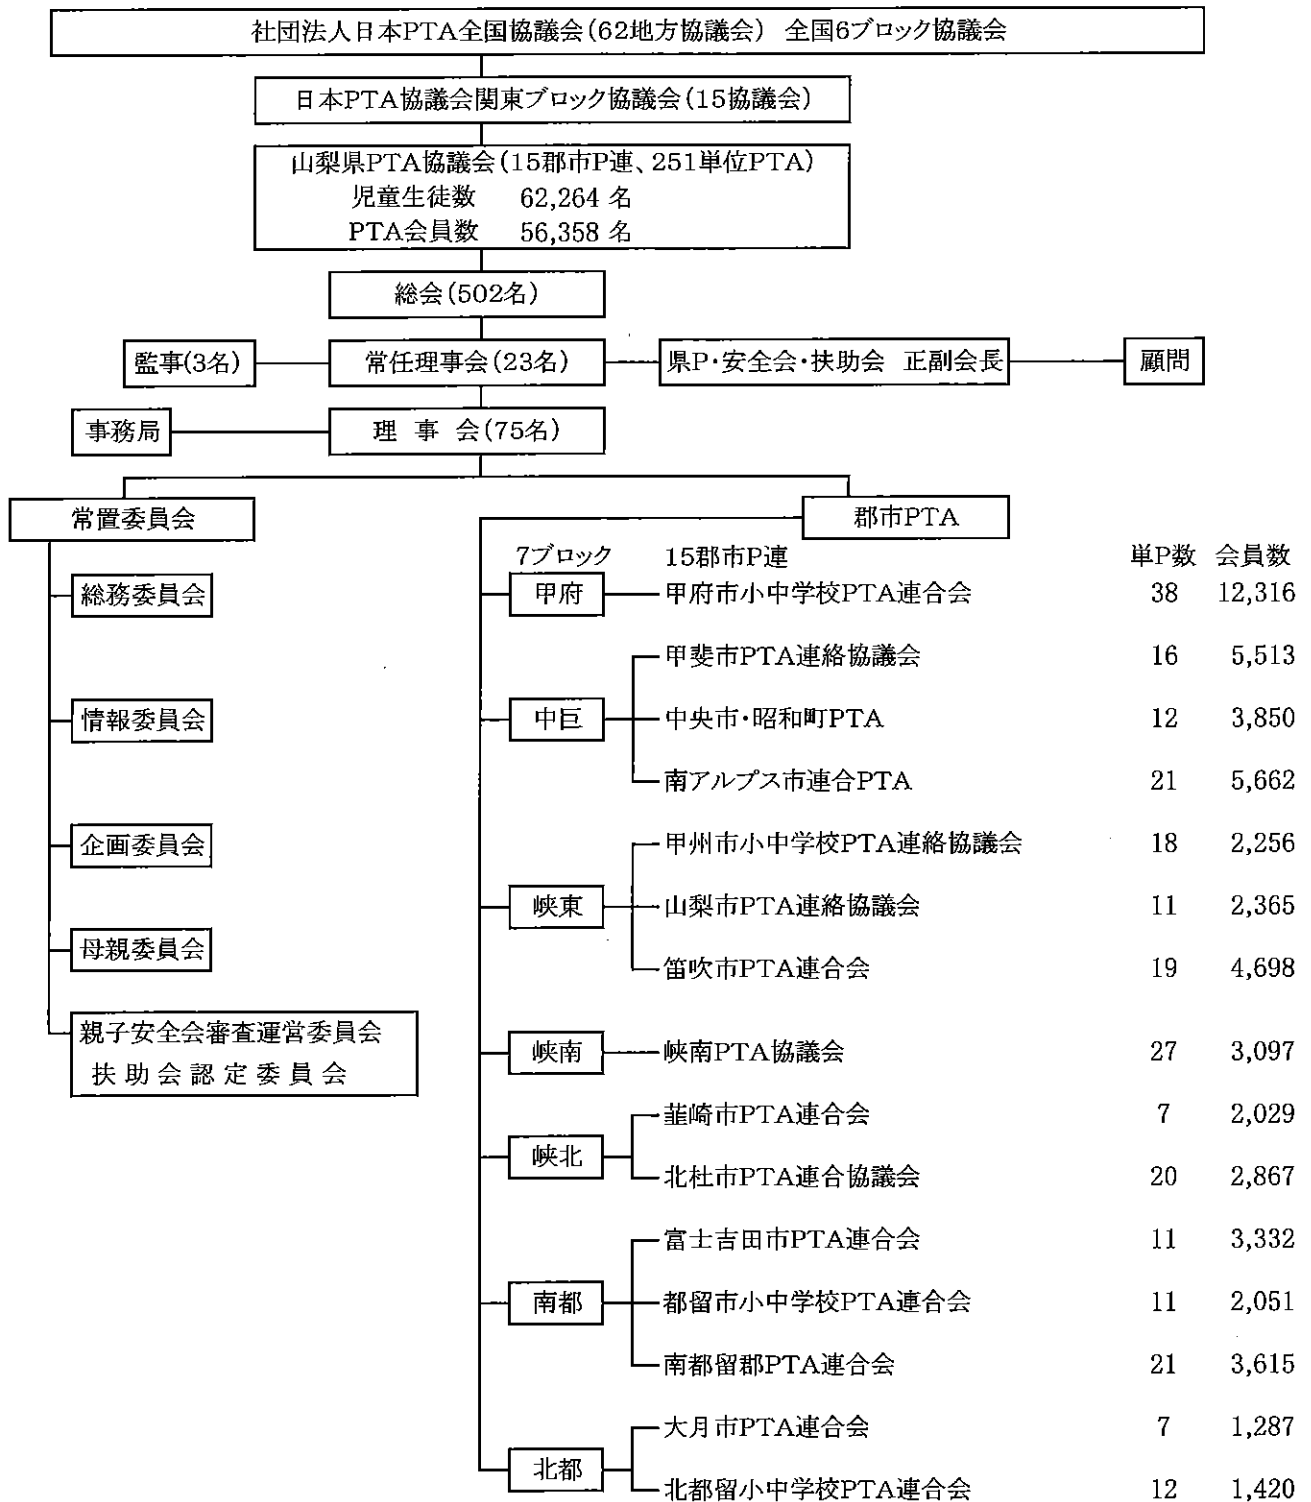 社団法人日本PTA全国協議会(62地方協議会) 全国6ブロック協議会
日本PTA協議会関東ブロック協議会(15協議会)
山梨県PTA協議会(15郡市P連、251単位PTA)
児童生徒数 62,264 名
PTA会員数 56,358 名
総会(502名)
監事(3名) 常任理事会(23名) 県P・安全会・扶助会 正副会長 顧問
事務局 理 事 会(75名)
常置委員会
総務委員会
情報委員会
企画委員会
母親委員会
親子安全会審査運営委員会
扶助会認定委員会
郡市PTA
7ブロック 15郡市P連 単P数 会員数
甲府 甲府市小中学校PTA連合会 38 12,316
甲斐市PTA連絡協議会 16 5,513
中巨 中央市・昭和町PTA 12 3,850
南アルプス市連合PTA 21 5,662
甲州市小中学校PTA連絡協議会 18 2,256
峡東 山梨市PTA連絡協議会 11 2,365
笛吹市PTA連合会 19 4,698
峡南 峡南PTA協議会 27 3,097
韮崎市PTA連合会 7 2,029
峡北
北杜市PTA連合協議会 20 2,867
富士吉田市PTA連合会 11 3,332
南都 都留市小中学校PTA連合会 11 2,051
南都留郡PTA連合会 21 3,615
大月市PTA連合会 7 1,287
北都
北都留小中学校PTA連合会 12 1,420